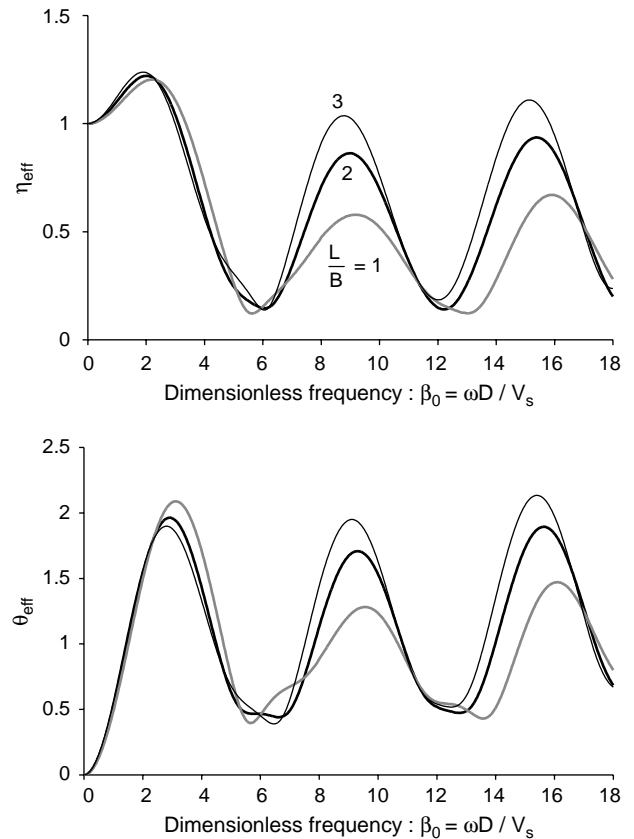 1.5
1
0.5
0
η_eff
3
2
L/B = 1
0 2 4 6 8 10 12 14 16 18
Dimensionless frequency : β₀ = ωD / Vₛ
2.5
2
1.5
1
0.5
0
θ_eff
0 2 4 6 8 10 12 14 16 18
Dimensionless frequency : β₀ = ωD / Vₛ